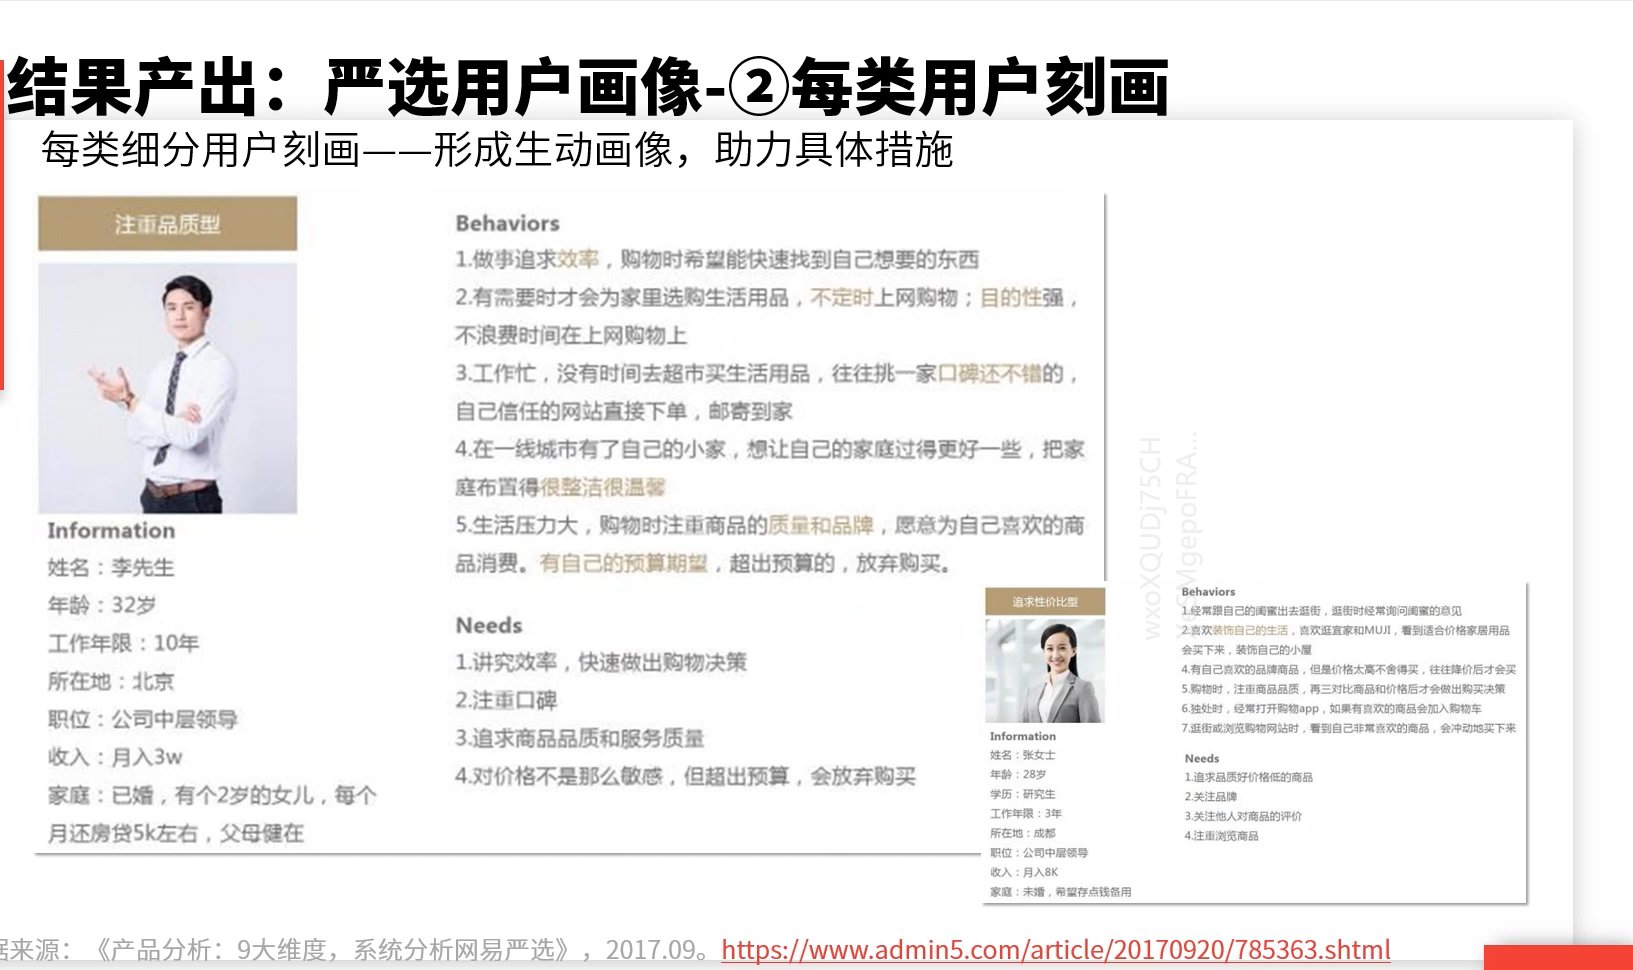 结果产出：严选用户画像-②每类用户刻画
每类细分用户刻画——形成生动画像，助力具体措施
注重品质型
Information
姓名：李先生
年龄：32岁
工作年限：10年
所在地：北京
职位：公司中层领导
收入：月入3w
家庭：已婚，有个2岁的女儿，每个
月还房贷5k左右，父母健在
Behaviors
1.做事追求效率，购物时希望能快速找到自己想要的东西
2.有需要时才会为家里选购生活用品，不定时上网购物；目的性强，
不浪费时间在上网购物上
3.工作忙，没有时间去超市买生活用品，往往挑一家口碑还不错的，
自己信任的网站直接下单，邮寄到家
4.在一线城市有了自己的小家，想让自己的家庭过得更好一些，把家
庭布置得很整洁很温馨
5.生活压力大，购物时注重商品的质量和品牌，愿意为自己喜欢的商
品消费。有自己的预算期望，超出预算的，放弃购买。
Needs
1.讲究效率，快速做出购物决策
2.注重口碑
3.追求商品品质和服务质量
4.对价格不是那么敏感，但超出预算，会放弃购买
追求性价比型
Information
姓名：张女士
年龄：28岁
学历：研究生
工作年限：3年
所在地：成都
职位：公司中层领导
收入：月入8K
家庭：未婚，希望存点钱备用
Behaviors
1.经常跟自己的闺蜜出去逛街，逛街时经常询问闺蜜的意见
2.喜欢装饰自己的生活，喜欢逛宜家和MUJI，看到适合价格家居用品
会买下来，装饰自己的小屋
4.有自己喜欢的品牌商品，但是价格太高不舍得买，往往降价后才会买
5.购物时，注重商品品质，再三对比商品和价格后才会做出购买决策
6.独处时，经常打开购物app，如果有喜欢的商品会加入购物车
7.逛街或浏览购物网站时，看到自己非常喜欢的商品，会冲动地买下来
Needs
1.追求品质好价格低的商品
2.关注品牌
3.关注他人对商品的评价
4.注重浏览商品
wxoXQUDj75CH
YeSMgepoFRA...
据来源：《产品分析：9大维度，系统分析网易严选》，2017.09。https://www.admin5.com/article/20170920/785363.shtml